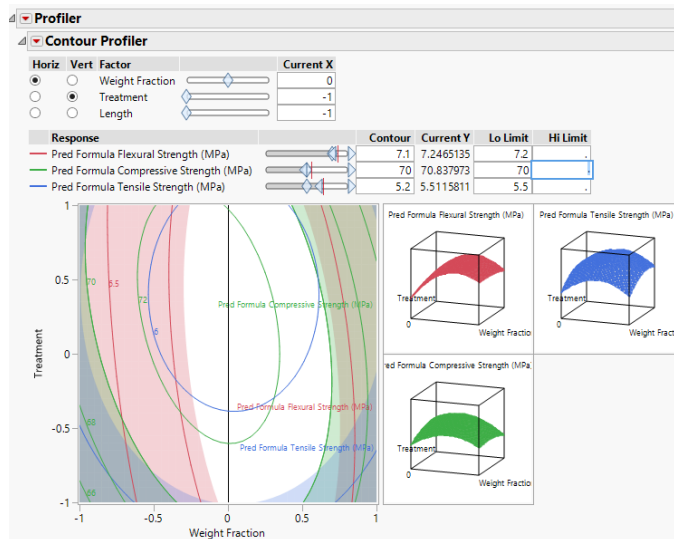 Profiler
Contour Profiler
Horiz Vert Factor Current X
Weight Fraction 0
Treatment -1
Length -1
Response Contour Current Y Lo Limit Hi Limit
Pred Formula Flexural Strength (MPa) 7.1 7.2465135 7.2 .
Pred Formula Compressive Strength (MPa) 70 70.837973 70 .
Pred Formula Tensile Strength (MPa) 5.2 5.5115811 5.5 .
1
0.5
0
-0.5
-1
Treatment
70
6.5
72
6
68
66
Pred Formula Compressive Strength (MPa)
Pred Formula Flexural Strength (MPa)
Pred Formula Tensile Strength (MPa)
-1 -0.5 0 0.5 1
Weight Fraction
Pred Formula Flexural Strength (MPa)
Treatment
0
Weight Fractio
Pred Formula Tensile Strength (MPa)
Treatment
0
Weight Fractio
red Formula Compressive Strength (MPa)
Treatment
0
Weight Fractio